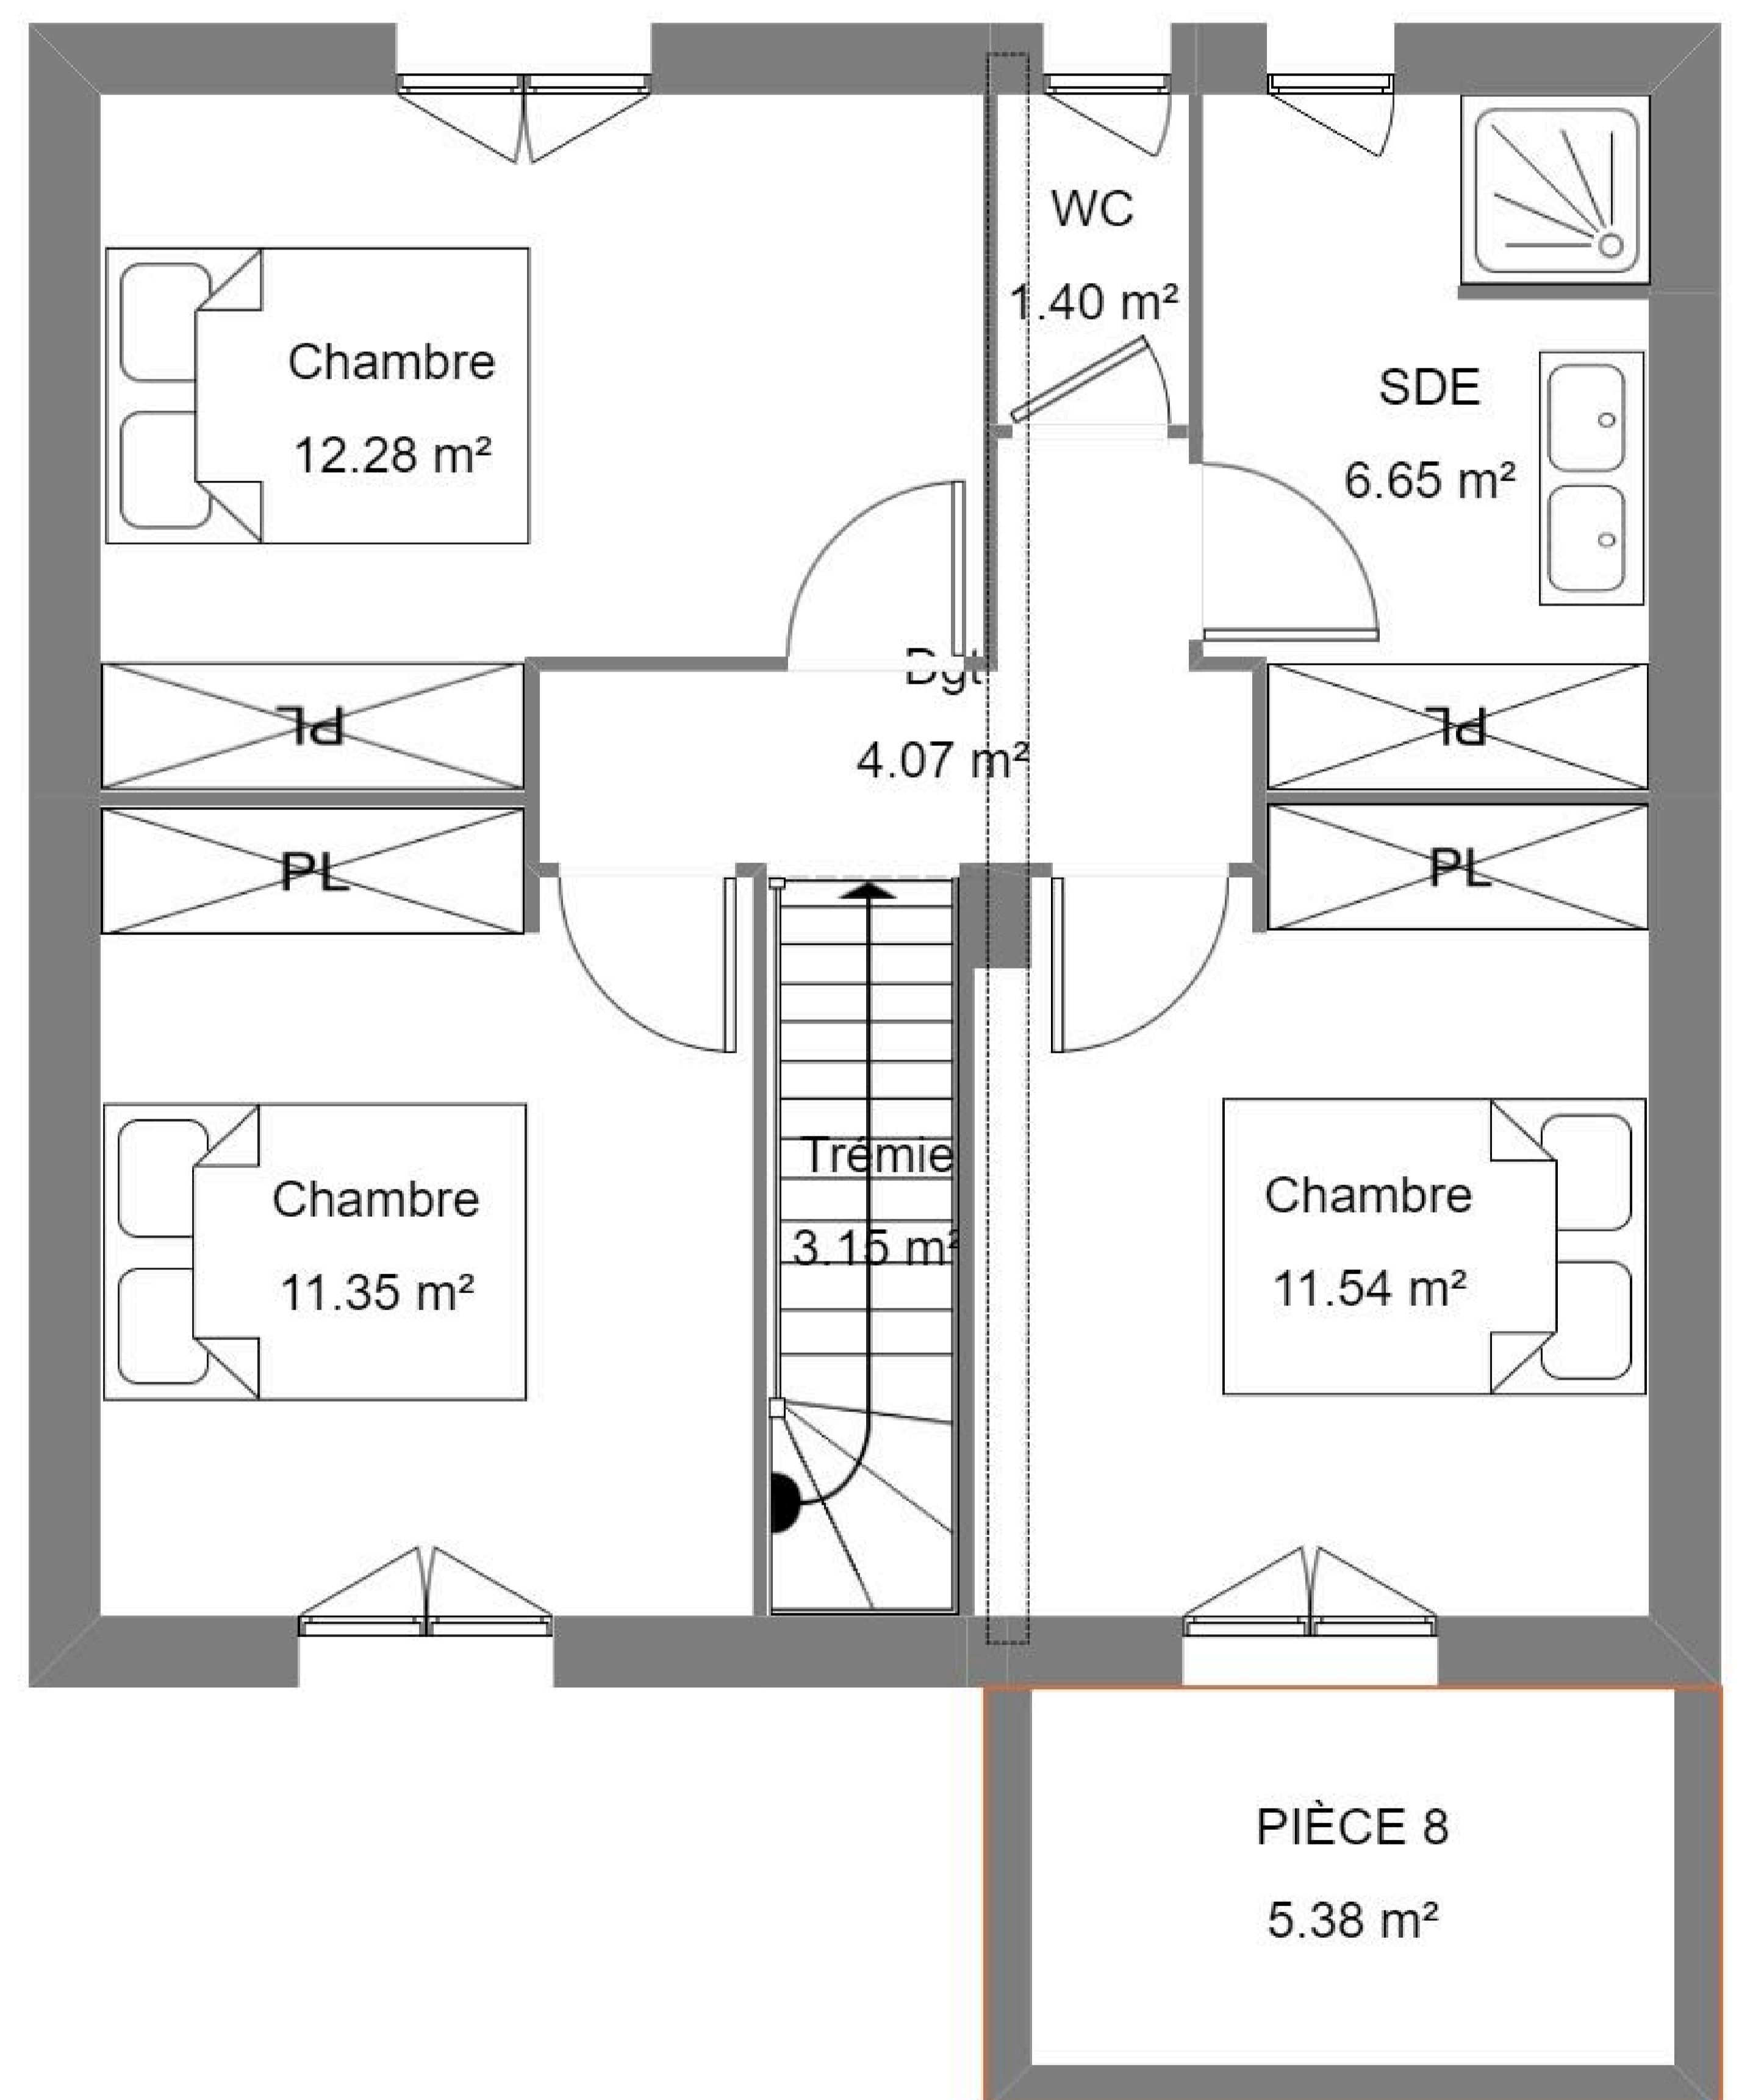 WC
1.40 m²
Chambre
12.28 m²
SDE
6.65 m²
Dgt
4.07 m²
PL
PL
PL
PL
Trémie
3.15 m²
Chambre
11.35 m²
Chambre
11.54 m²
PIÈCE 8
5.38 m²